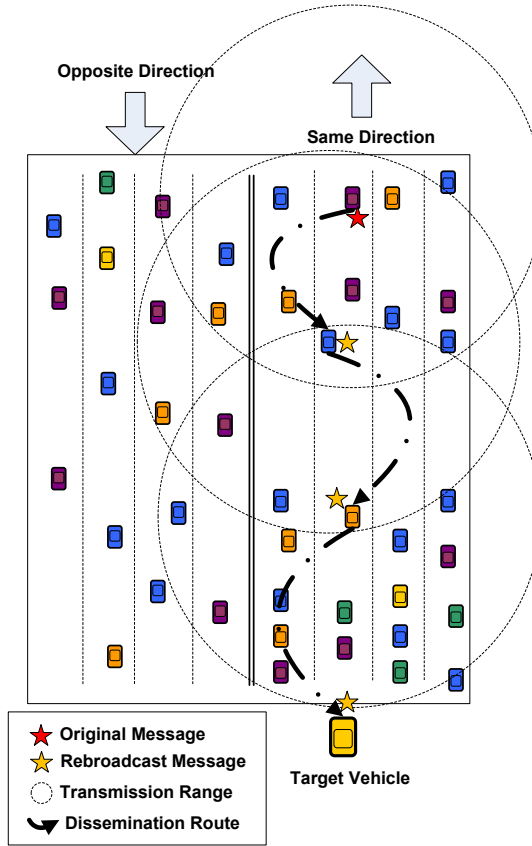 Opposite Direction
Same Direction
Original Message
Rebroadcast Message
Transmission Range
Dissemination Route
Target Vehicle